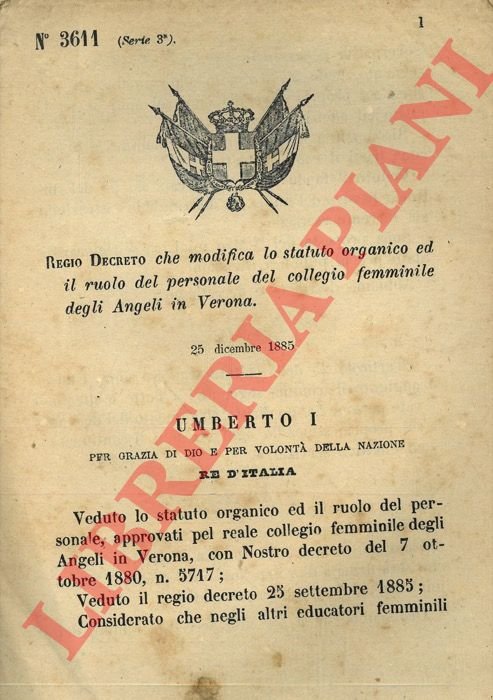 1
N° 3611 (Serie 3ª).
REGIO DECRETO che modifica lo statuto organico ed
il ruolo del personale del collegio femminile
degli Angeli in Verona.
25 dicembre 1885
UMBERTO I
PER GRAZIA DI DIO E PER VOLONTÀ DELLA NAZIONE
RE D'ITALIA
Veduto lo statuto organico ed il ruolo del per-
sonale, approvati pel reale collegio femminile degli
Angeli in Verona, con Nostro decreto del 7 ot-
tobre 1880, n. 5717;
Veduto il regio decreto 25 settembre 1885;
Considerato che negli altri educatori femminili
LIBRERIA PIANI